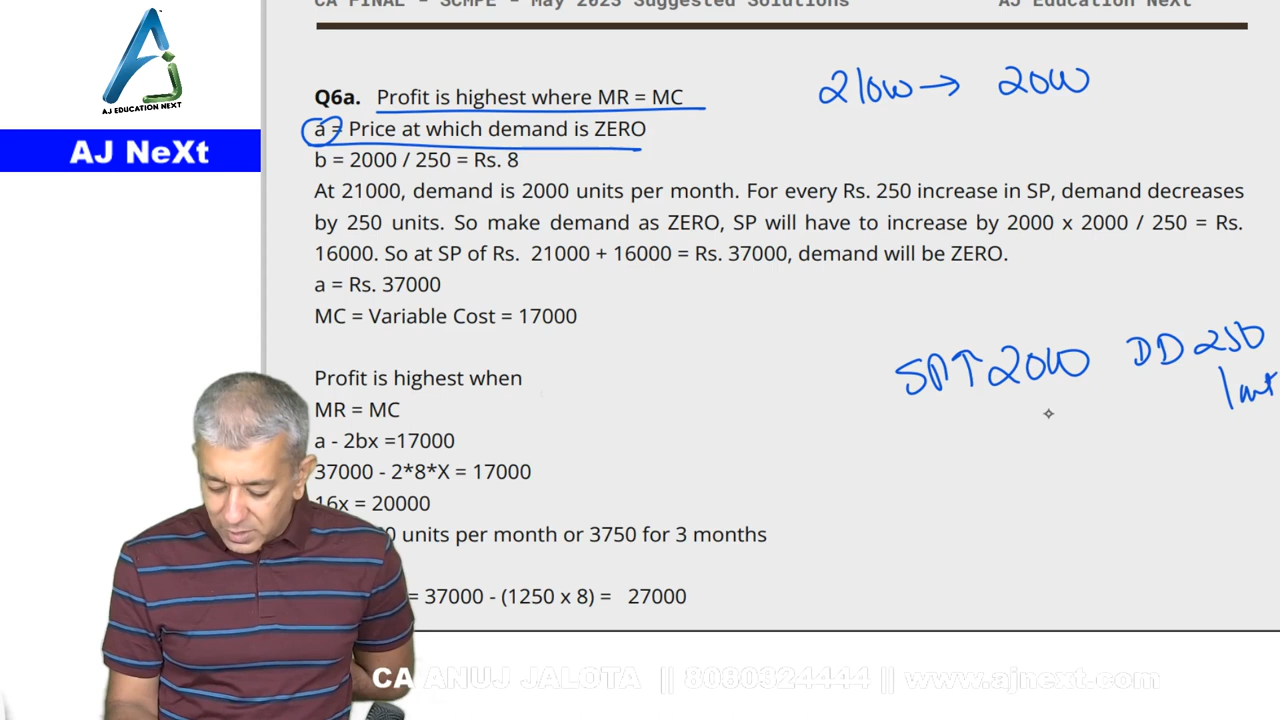 CA FINAL - SCMPE - May 2023 Suggested Solutions AJ Education NeXt
AJ EDUCATION NEXT
AJ NeXt
Q6a. Profit is highest where MR = MC
21000 → 2000
a = Price at which demand is ZERO
b = 2000 / 250 = Rs. 8
At 21000, demand is 2000 units per month. For every Rs. 250 increase in SP, demand decreases
by 250 units. So make demand as ZERO, SP will have to increase by 2000 x 2000 / 250 = Rs.
16000. So at SP of Rs. 21000 + 16000 = Rs. 37000, demand will be ZERO.
a = Rs. 37000
MC = Variable Cost = 17000
SP↑ 2000 DD 250
1 unit
Profit is highest when
MR = MC
a - 2bx =17000
37000 - 2*8*X = 17000
16x = 20000
0 units per month or 3750 for 3 months
= 37000 - (1250 x 8) = 27000
CA ANUJ JALOTA || 8080924444 || www.ajnext.com